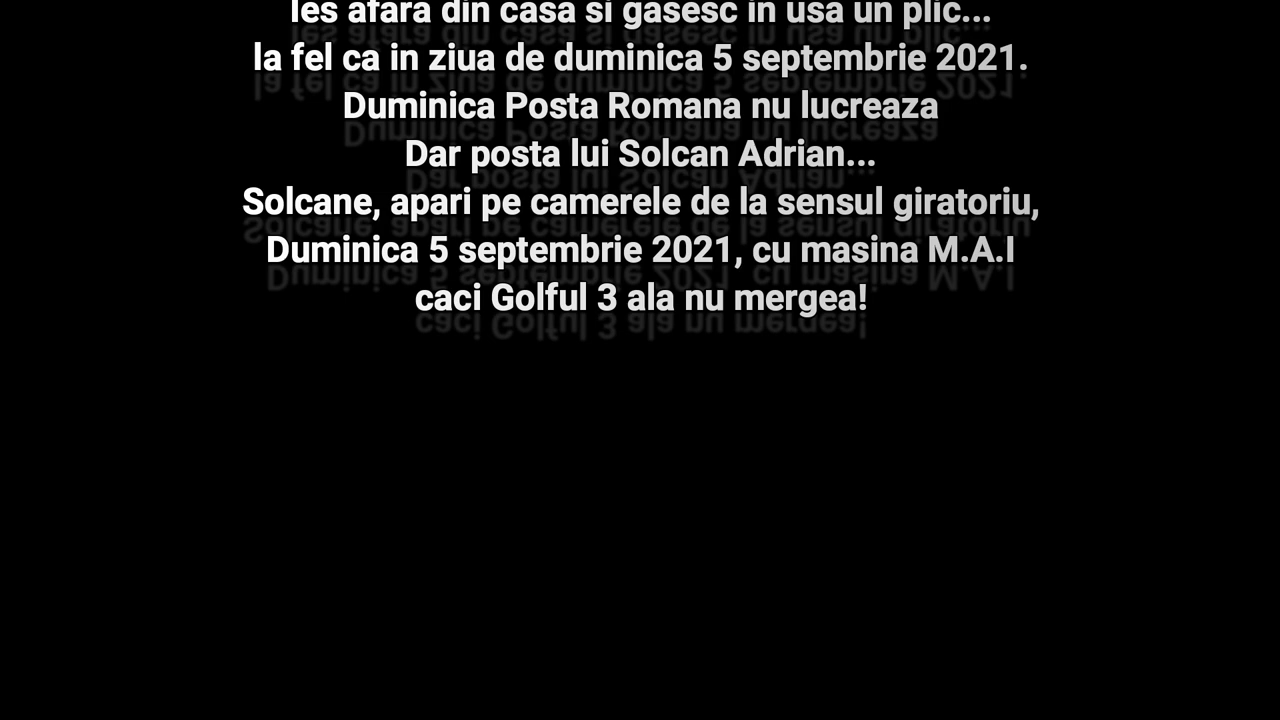 Ies afara din casa si gasesc in usa un plic...
la fel ca in ziua de duminica 5 septembrie 2021.
Duminica Posta Romana nu lucreaza
Dar posta lui Solcan Adrian...
Solcane, apari pe camerele de la sensul giratoriu,
Duminica 5 septembrie 2021, cu masina M.A.I
caci Golful 3 ala nu mergea!